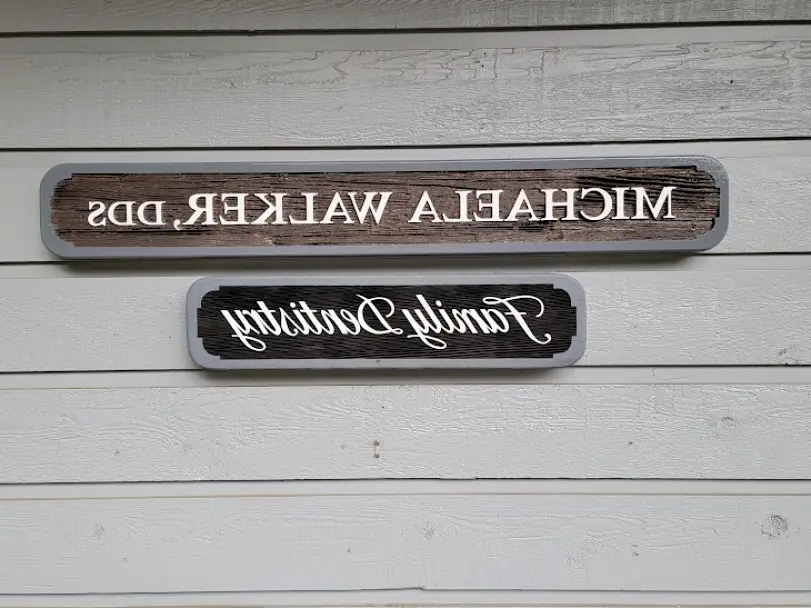 MICHAELA WALKER, DDS
Family Dentistry